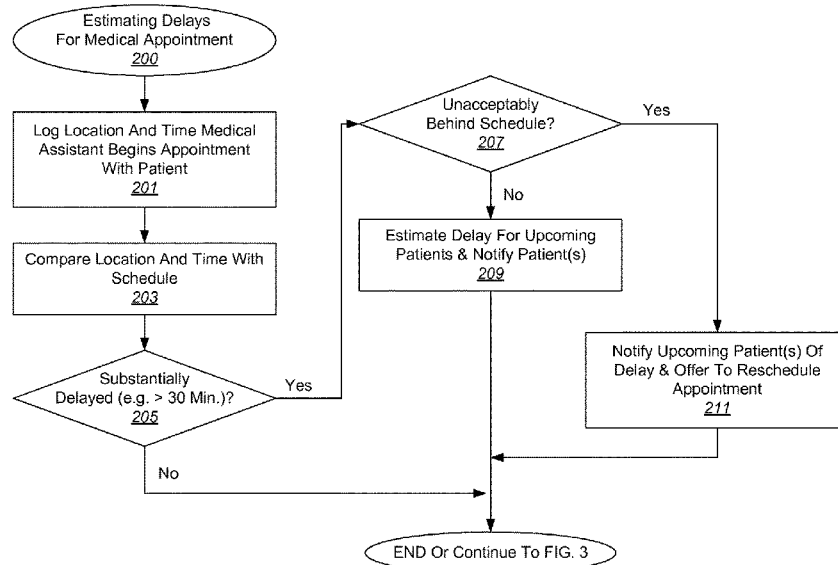 Estimating Delays
For Medical Appointment
200
Log Location And Time Medical
Assistant Begins Appointment
With Patient
201
Compare Location And Time With
Schedule
203
Substantially
Delayed (e.g. > 30 Min.)?
205
Yes
No
Unacceptably
Behind Schedule?
207
Yes
No
Estimate Delay For Upcoming
Patients & Notify Patient(s)
209
Notify Upcoming Patient(s) Of
Delay & Offer To Reschedule
Appointment
211
END Or Continue To FIG. 3